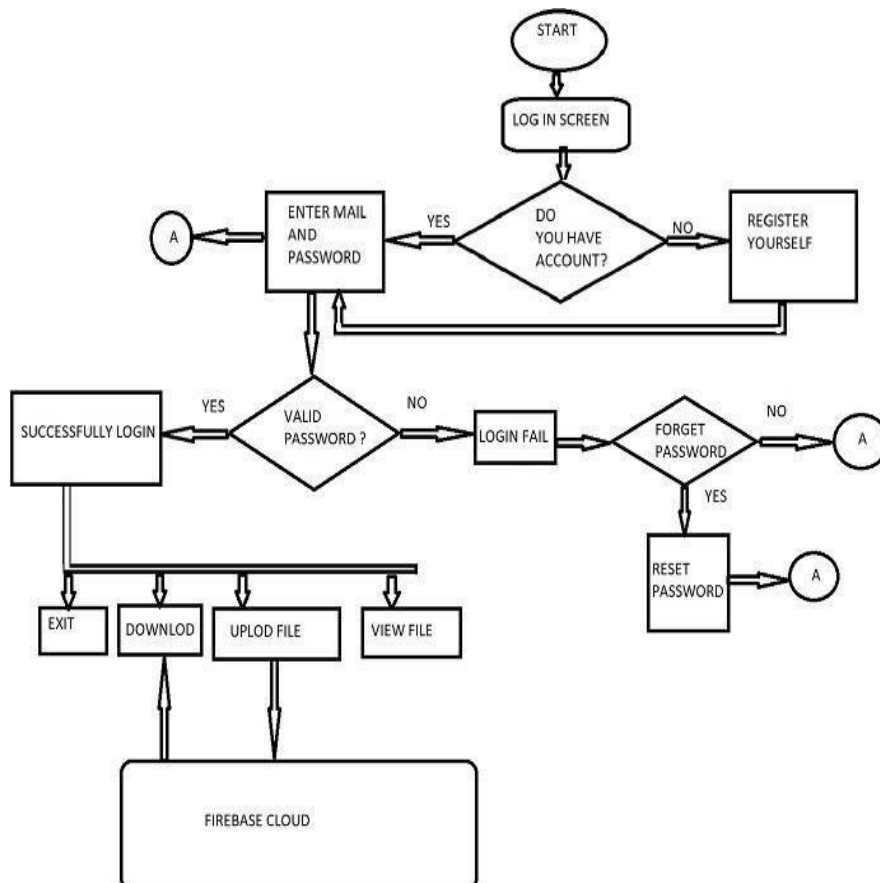 START
LOG IN SCREEN
ENTER MAIL
AND
PASSWORD
A
YES
DO
YOU HAVE
ACCOUNT?
NO
REGISTER
YOURSELF
SUCCESSFULLY LOGIN
YES
VALID
PASSWORD ?
NO
LOGIN FAIL
FORGET
PASSWORD
NO
A
YES
RESET
PASSWORD
A
EXIT
DOWNLOD
UPLOD FILE
VIEW FILE
FIREBASE CLOUD